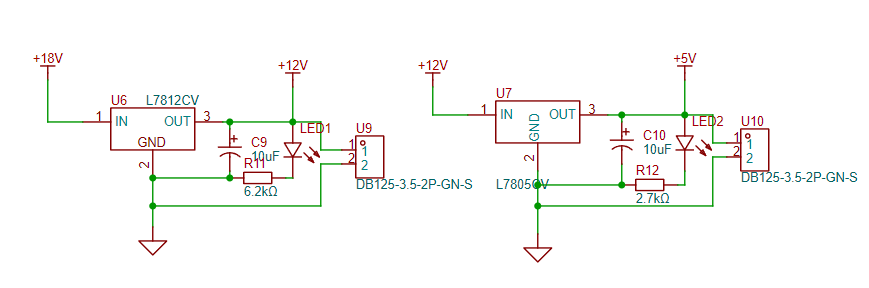 +18V
+12V
U6
L7812CV
1
IN
OUT
3
GND
2
C9
10uF
LED1
U9
1
2
1
2
DB125-3.5-2P-GN-S
R11
6.2kΩ
+12V
+5V
U7
1
IN
OUT
3
GND
2
L7805CV
C10
10uF
LED2
U10
1
2
1
2
DB125-3.5-2P-GN-S
R12
2.7kΩ